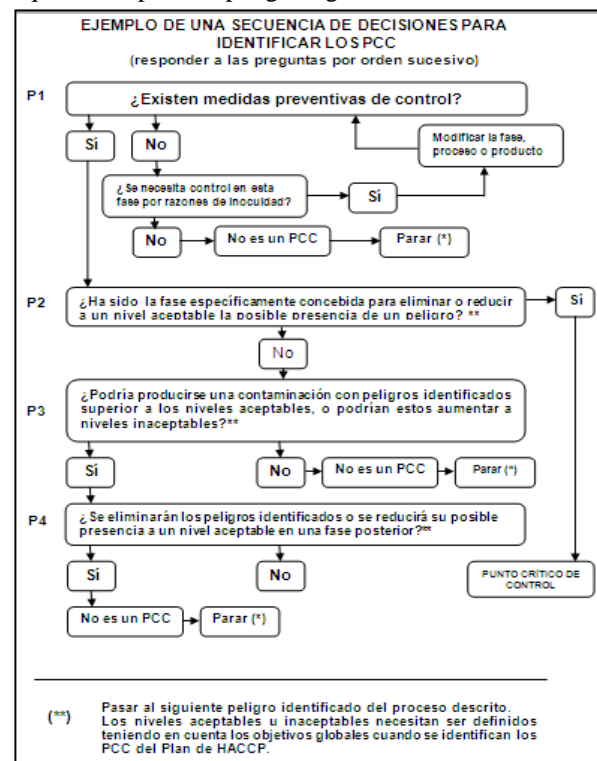 EJEMPLO DE UNA SECUENCIA DE DECISIONES PARA
IDENTIFICAR LOS PCC
(responder a las preguntas por orden sucesivo)
P1
¿Existen medidas preventivas de control?
Sí
No
Modificar la fase,
proceso o producto
¿Se necesita control en esta
fase por razones de inocuidad?
Sí
No
No es un PCC
Parar (*)
P2
¿Ha sido la fase específicamente concebida para eliminar o reducir
a un nivel aceptable la posible presencia de un peligro? **
Sí
No
P3
¿Podría producirse una contaminación con peligros identificados
superior a los niveles aceptables, o podrían estos aumentar a
niveles inaceptables?**
Sí
No
No es un PCC
Parar (*)
P4
¿Se eliminarán los peligros identificados o se reducirá su posible
presencia a un nivel aceptable en una fase posterior?**
Sí
No
PUNTO CRÍTICO DE
CONTROL
No es un PCC
Parar (*)
(**) Pasar al siguiente peligro identificado del proceso descrito.
Los niveles aceptables u inaceptables necesitan ser definidos
teniendo en cuenta los objetivos globales cuando se identifican los
PCC del Plan de HACCP.